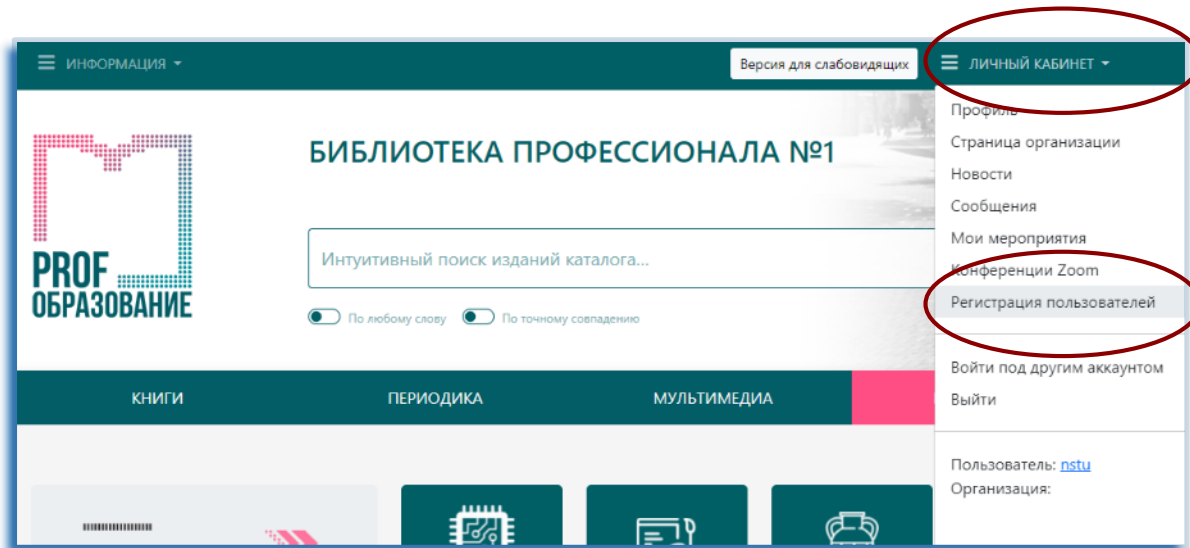 ИНФОРМАЦИЯ
Версия для слабовидящих
ЛИЧНЫЙ КАБИНЕТ
Профиль
Страница организации
Новости
Сообщения
Мои мероприятия
Конференции Zoom
Регистрация пользователей
Войти под другим аккаунтом
Выйти
Пользователь: nstu
Организация:
PROF
ОБРАЗОВАНИЕ
БИБЛИОТЕКА ПРОФЕССИОНАЛА №1
Интуитивный поиск изданий каталога...
По любому слову
По точному совпадению
КНИГИ
ПЕРИОДИКА
МУЛЬТИМЕДИА